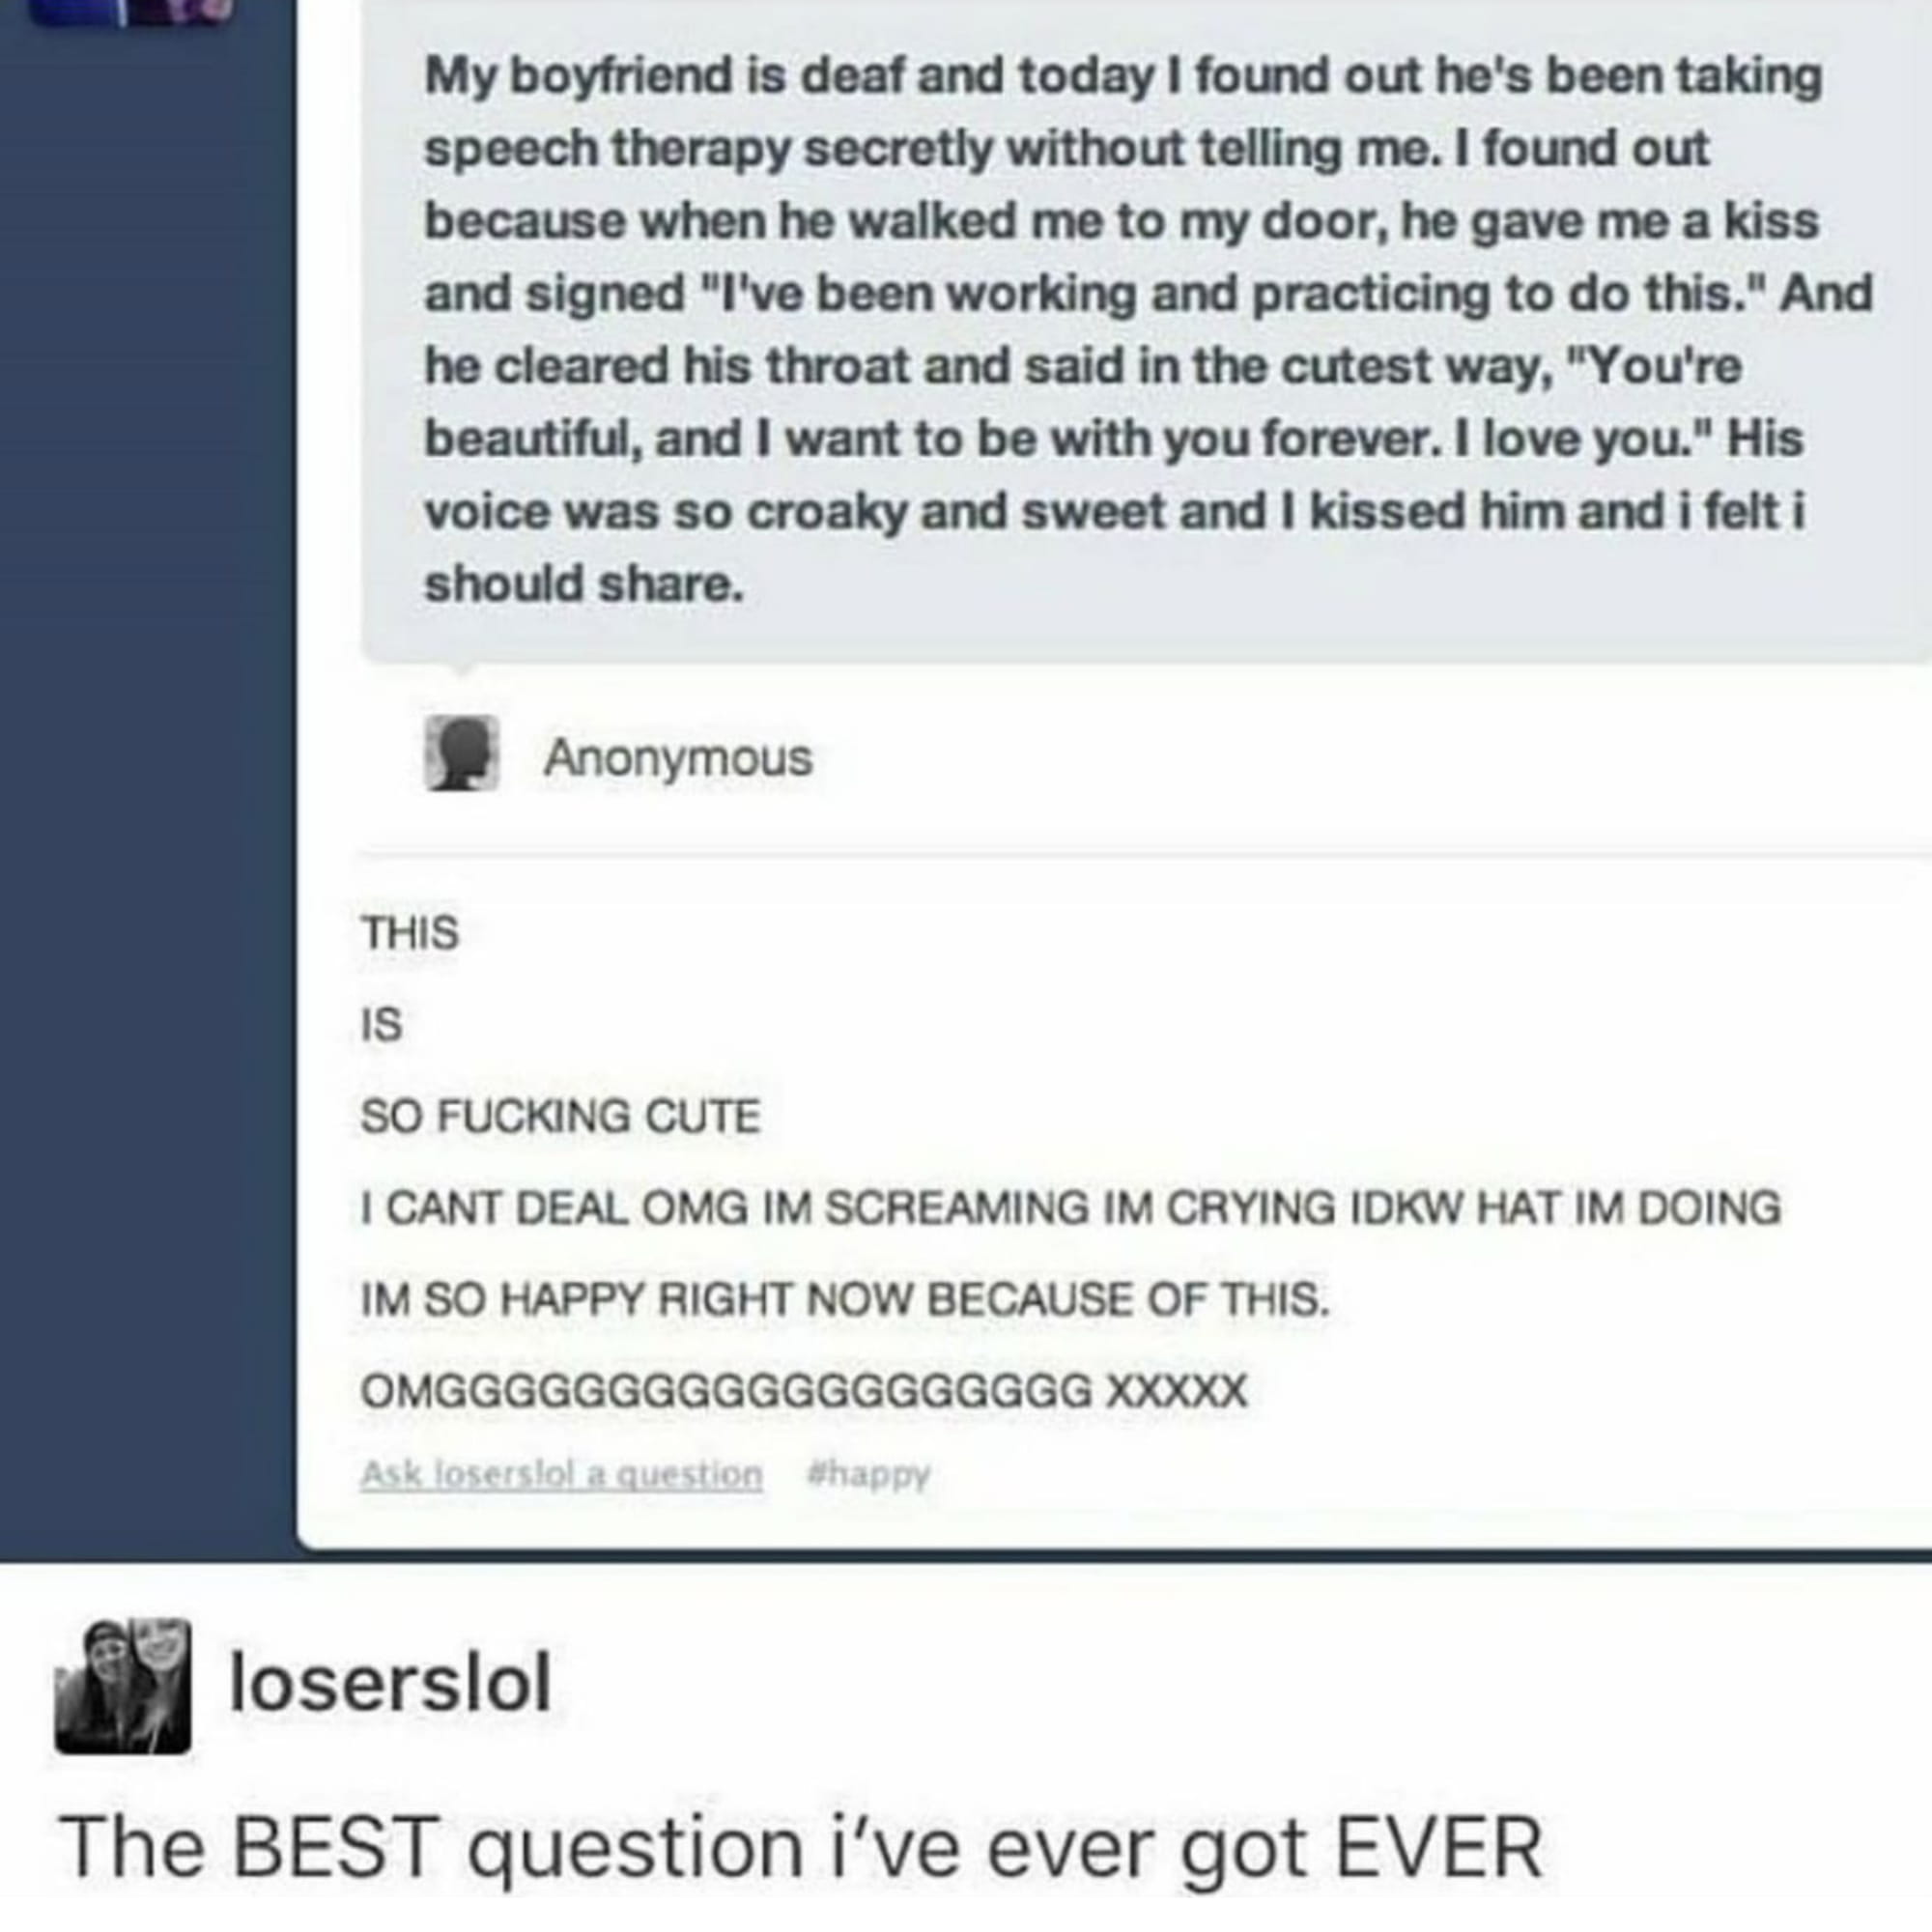 My boyfriend is deaf and today I found out he's been taking
speech therapy secretly without telling me. I found out
because when he walked me to my door, he gave me a kiss
and signed "I've been working and practicing to do this." And
he cleared his throat and said in the cutest way, "You're
beautiful, and I want to be with you forever. I love you." His
voice was so croaky and sweet and I kissed him and i felt i
should share.
Anonymous
THIS
IS
SO FUCKING CUTE
I CANT DEAL OMG IM SCREAMING IM CRYING IDKW HAT IM DOING
IM SO HAPPY RIGHT NOW BECAUSE OF THIS.
OMGGGGGGGGGGGGGGGGGGG XXXXX
Ask loserslol a question #happy
loserslol
The BEST question i've ever got EVER